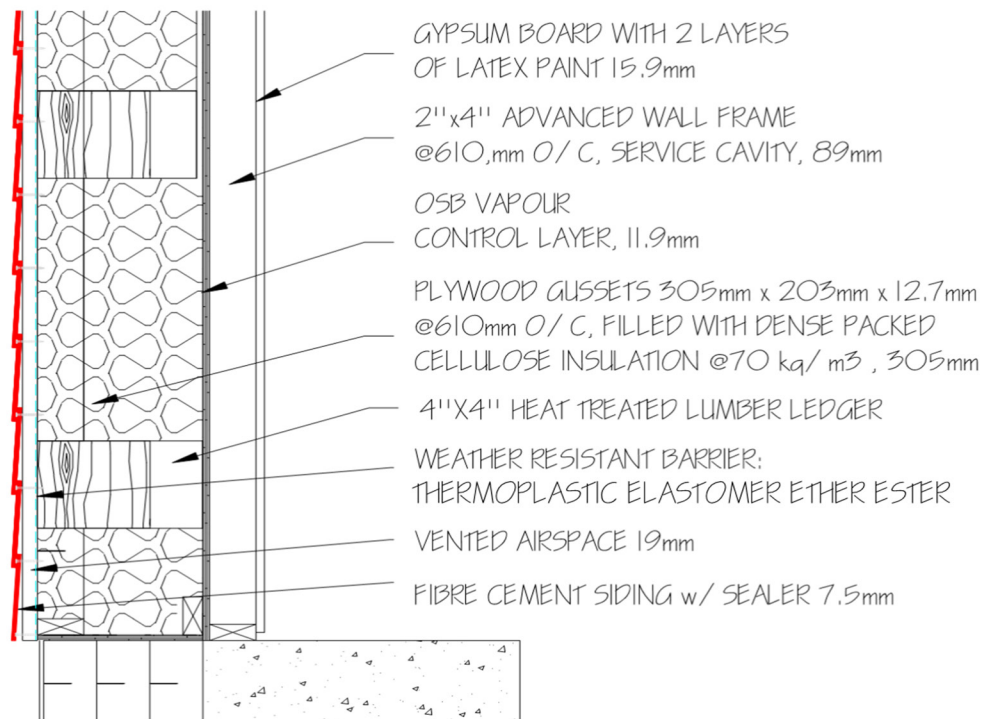 GYPSUM BOARD WITH 2 LAYERS
OF LATEX PAINT 15.9mm
2''x4'' ADVANCED WALL FRAME
@610,mm O/ C, SERVICE CAVITY, 89mm
OSB VAPOUR
CONTROL LAYER, 11.9mm
PLYWOOD GUSSETS 305mm x 203mm x 12.7mm
@610mm O/ C, FILLED WITH DENSE PACKED
CELLULOSE INSULATION @70 kg/ m3 , 305mm
4''X4'' HEAT TREATED LUMBER LEDGER
WEATHER RESISTANT BARRIER:
THERMOPLASTIC ELASTOMER ETHER ESTER
VENTED AIRSPACE 19mm
FIBRE CEMENT SIDING w/ SEALER 7.5mm